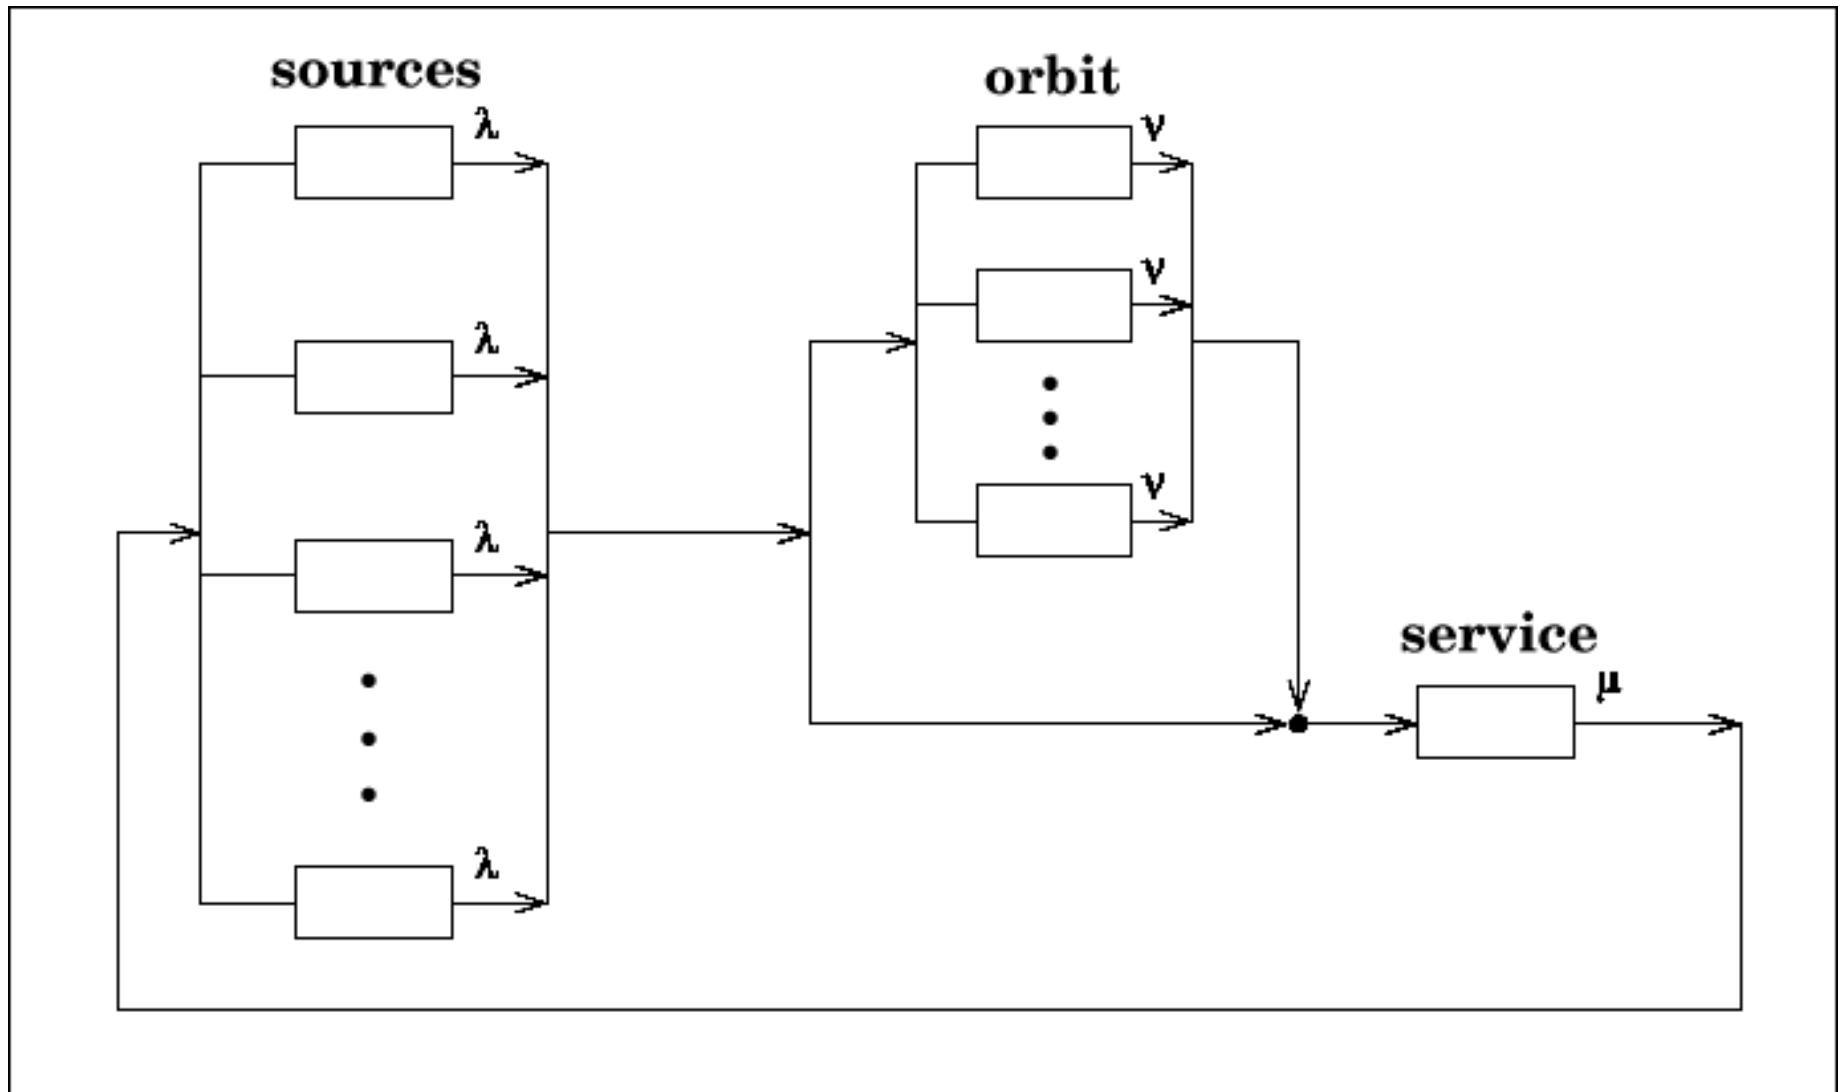 sources
orbit
λ
ν
ν
λ
ν
λ
service
μ
λ